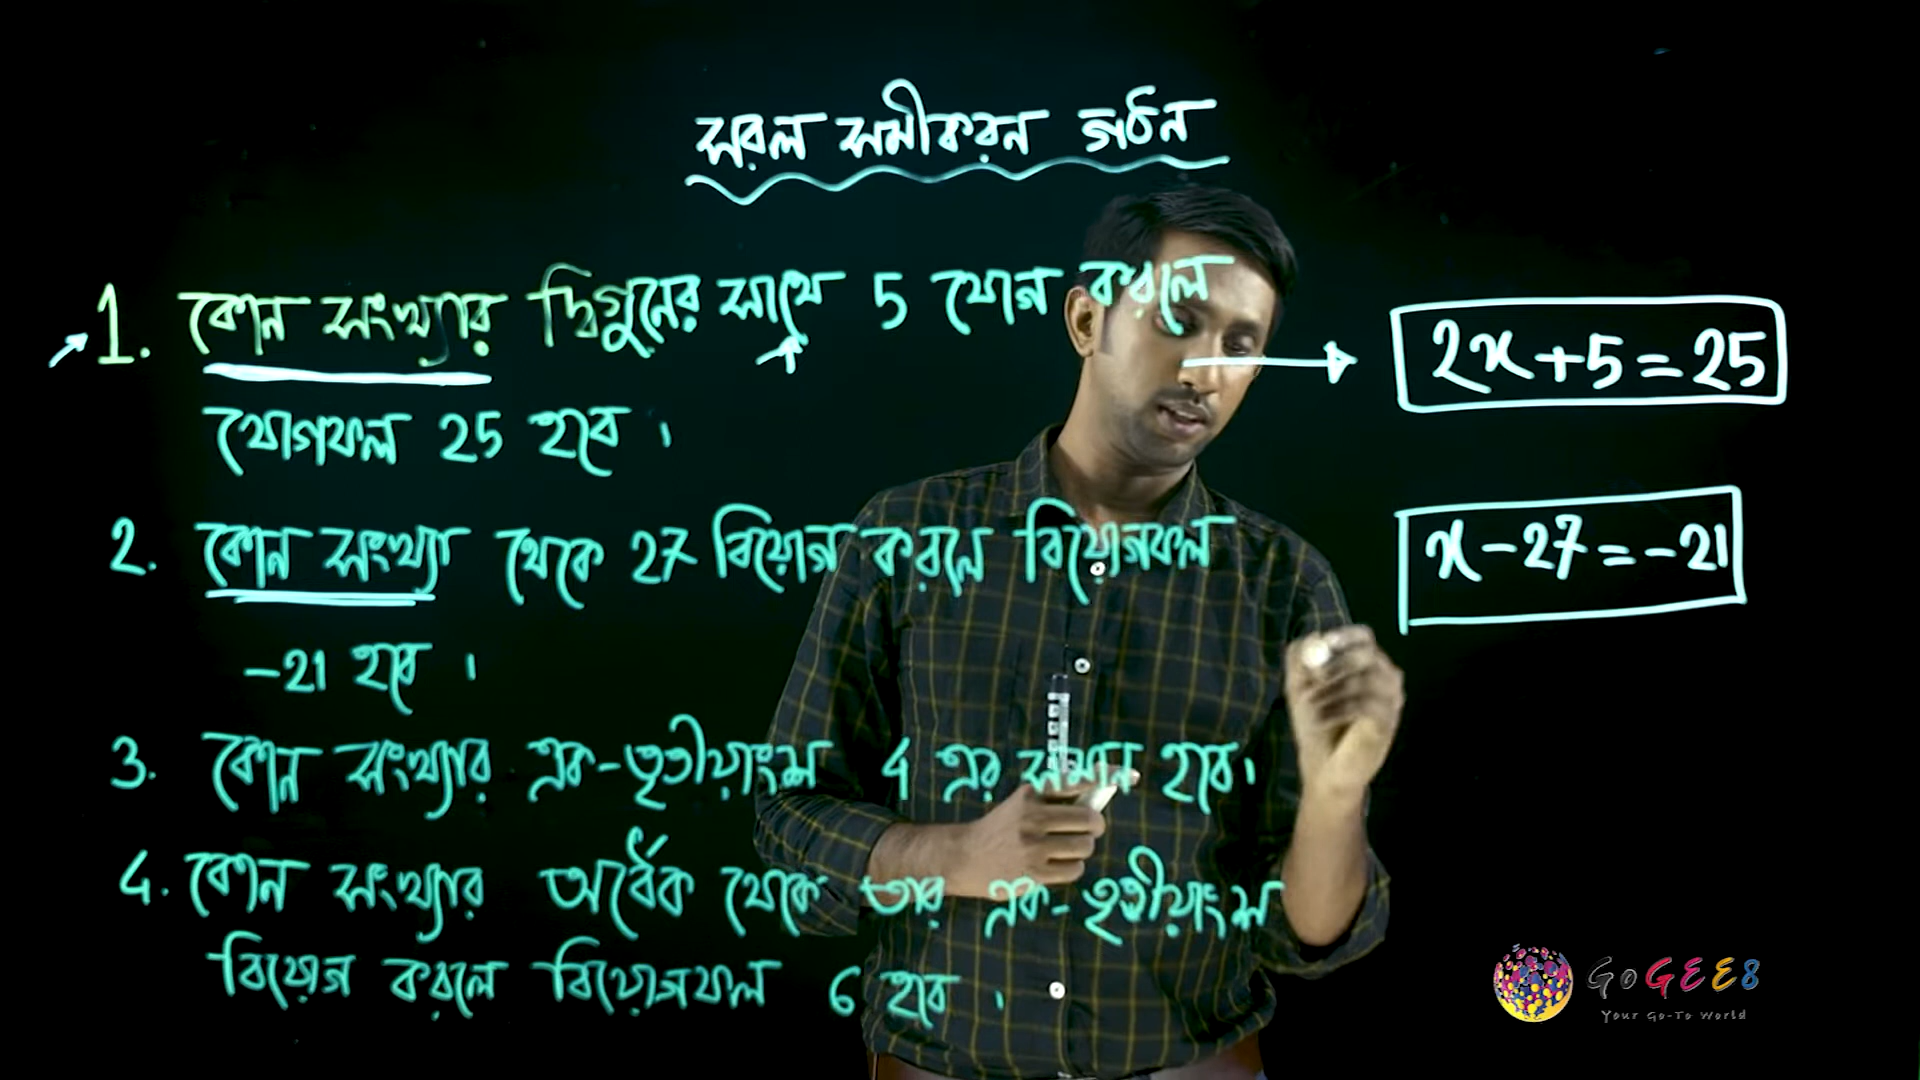 সরল সমীকরন গঠন
1. কোন সংখ্যার দ্বিগুনের সাথে 5 যোগ করলে
যোগফল 25 হবে।
2x+5=25
2. কোন সংখ্যা থেকে 27 বিয়োগ করলে বিয়োগফল
-21 হবে।
x-27=-21
3. কোন সংখ্যার এক-তৃতীয়াংশ 4 এর সমান হবে।
4. কোন সংখ্যার অর্ধেক থেকে তার এক-তৃতীয়াংশ
বিয়োগ করলে বিয়োগফল 6 হবে।
GoGEE8
Your Go-To World